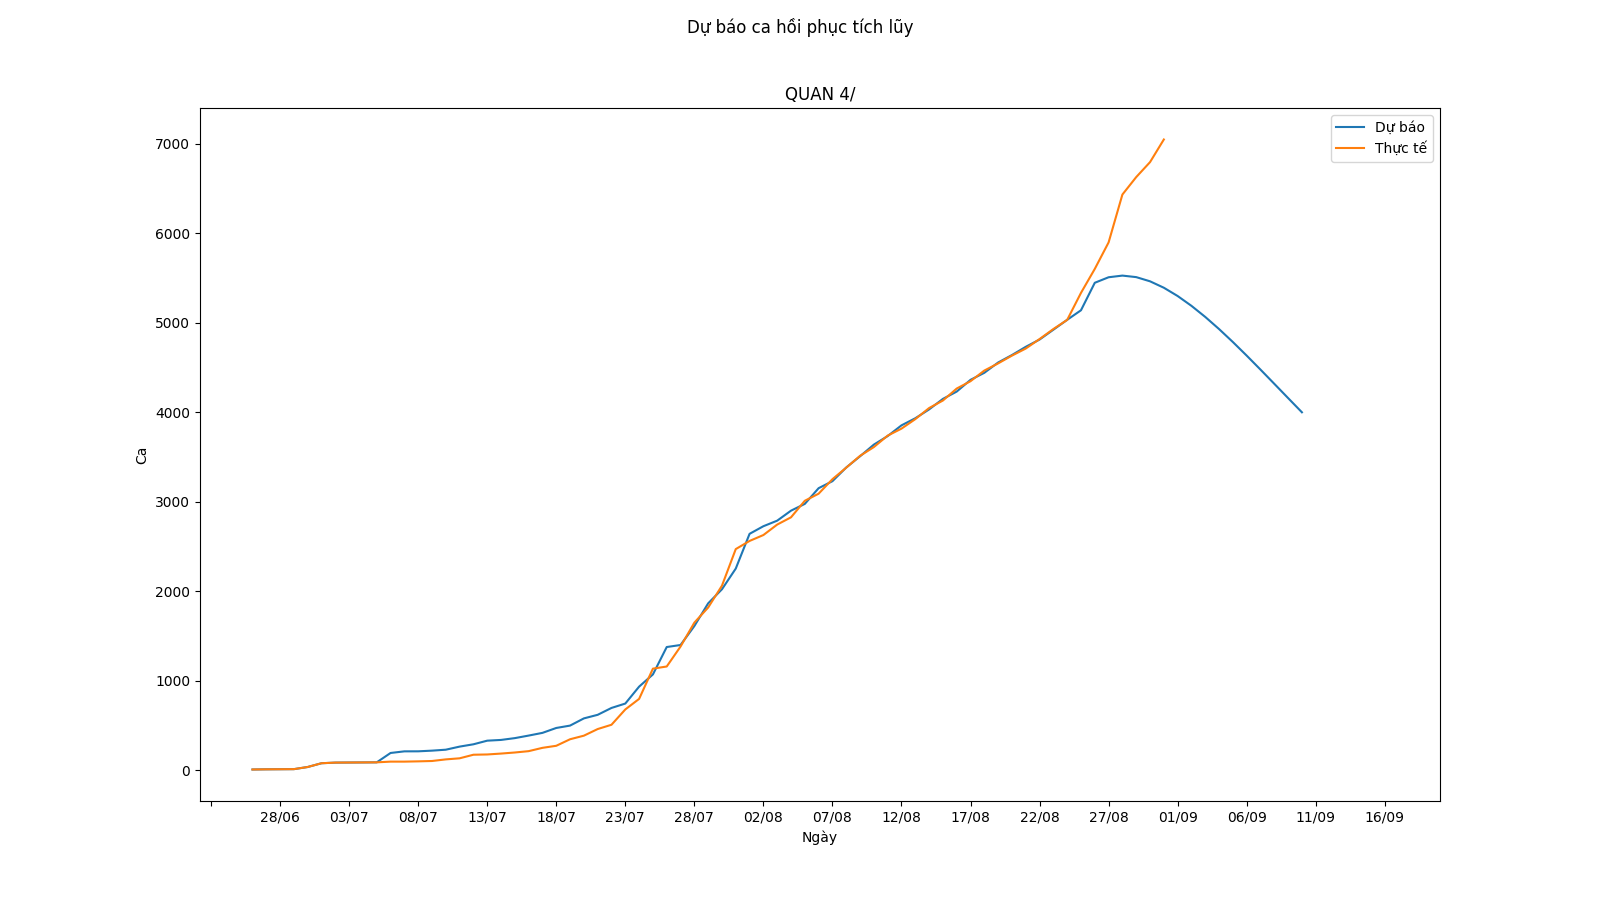 Dự báo ca hồi phục tích lũy
QUAN 4/
Dự báo
Thực tế
7000
6000
5000
4000
3000
2000
1000
0
Ca
28/06 03/07 08/07 13/07 18/07 23/07 28/07 02/08 07/08 12/08 17/08 22/08 27/08 01/09 06/09 11/09 16/09
Ngày